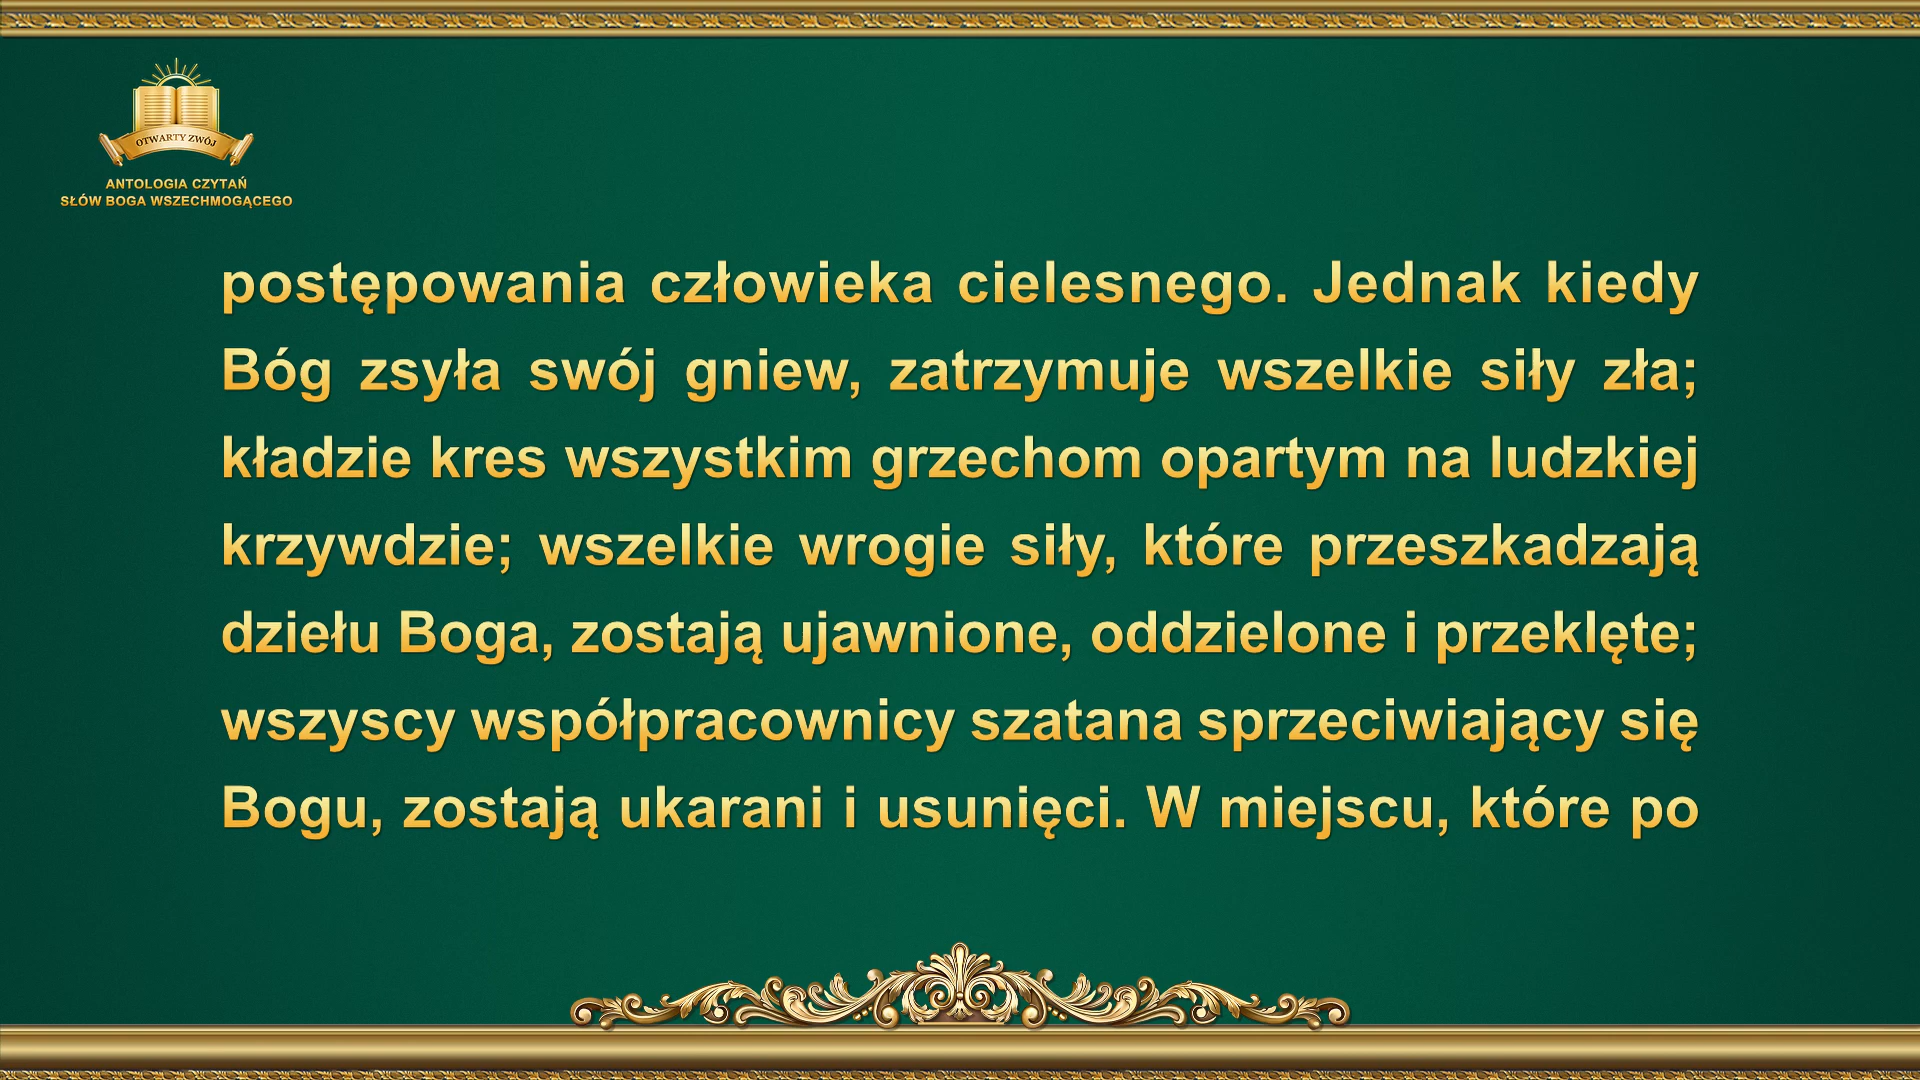 OTWARTY ZWÓJ
ANTOLOGIA CZYTAŃ
SŁÓW BOGA WSZECHMOGĄCEGO
postępowania człowieka cielesnego. Jednak kiedy
Bóg zsyła swój gniew, zatrzymuje wszelkie siły zła;
kładzie kres wszystkim grzechom opartym na ludzkiej
krzywdzie; wszelkie wrogie siły, które przeszkadzają
dziełu Boga, zostają ujawnione, oddzielone i przeklęte;
wszyscy współpracownicy szatana sprzeciwiający się
Bogu, zostają ukarani i usunięci. W miejscu, które po